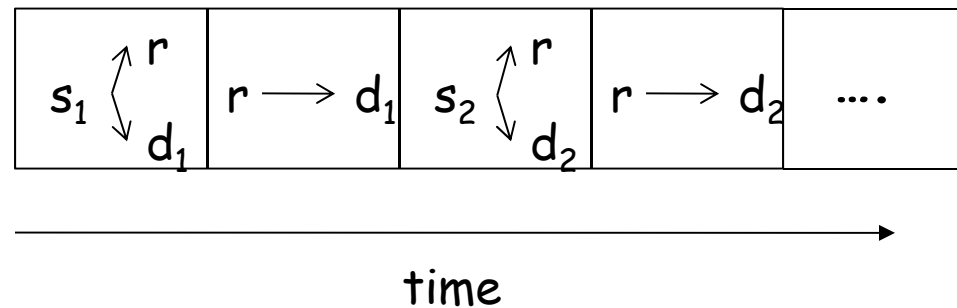 r r
s₁ r → d₁ s₂ r → d₂ ....
d₁ d₂
time